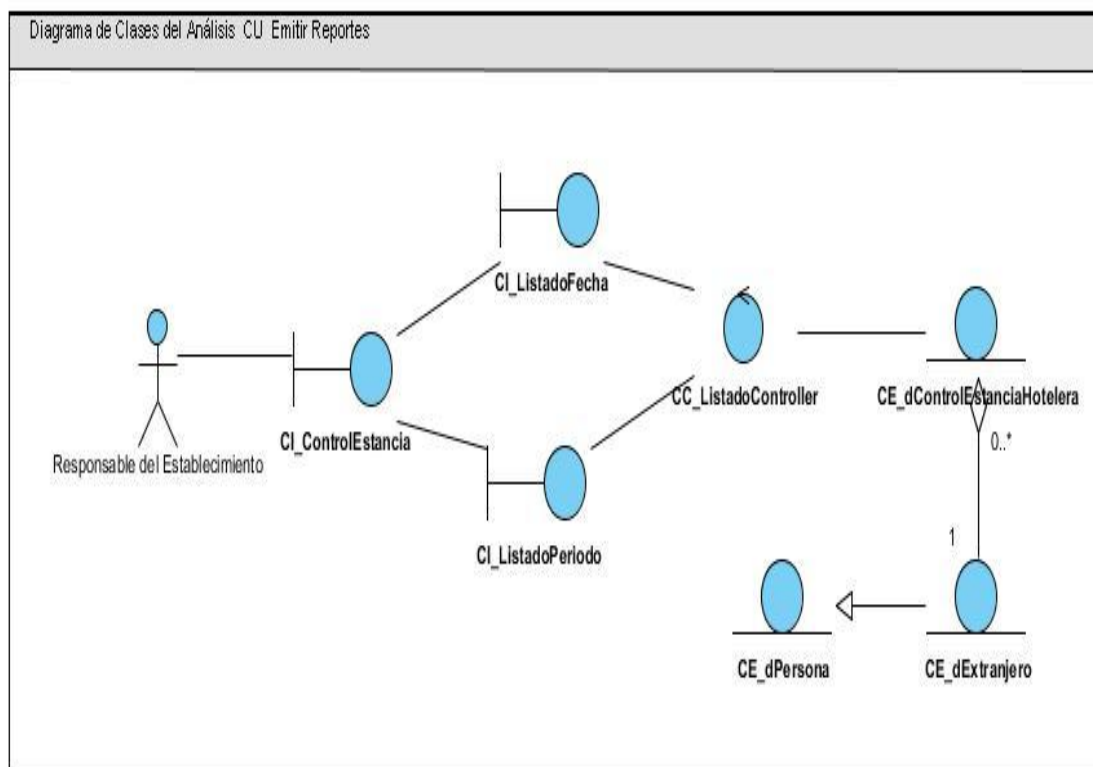 Diagrama de Clases del Análisis CU Emitir Reportes
CI_ListadoFecha
CC_ListadoController
CE_dControlEstanciaHotelera
CI_ControlEstancia
Responsable del Establecimiento
0..*
CI_ListadoPeriodo
1
CE_dPersona
CE_dExtranjero